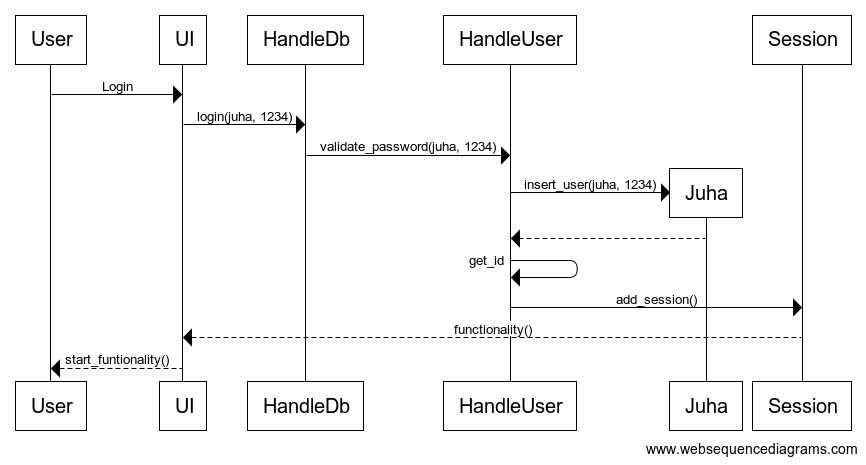 User UI HandleDb HandleUser Session
Login
login(juha, 1234)
validate_password(juha, 1234)
insert_user(juha, 1234)
Juha
get_id
add_session()
functionality()
start_funtionality()
User UI HandleDb HandleUser Juha Session
www.websequencediagrams.com